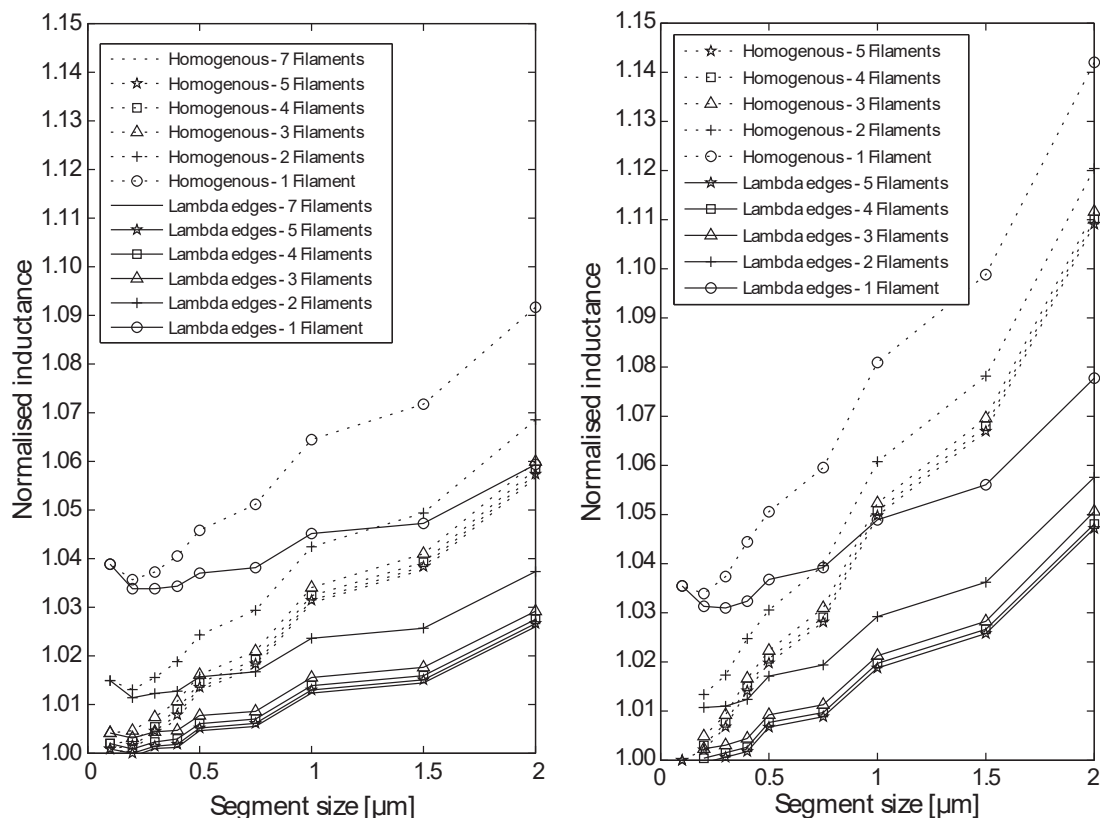 1.15
1.14
1.13
1.12
1.11
1.10
1.09
1.08
1.07
1.06
1.05
1.04
1.03
1.02
1.01
1.00
Normalised inductance
Homogenous - 7 Filaments
Homogenous - 5 Filaments
Homogenous - 4 Filaments
Homogenous - 3 Filaments
Homogenous - 2 Filaments
Homogenous - 1 Filament
Lambda edges - 7 Filaments
Lambda edges - 5 Filaments
Lambda edges - 4 Filaments
Lambda edges - 3 Filaments
Lambda edges - 2 Filaments
Lambda edges - 1 Filament
0 0.5 1 1.5 2
Segment size [µm]
1.15
1.14
1.13
1.12
1.11
1.10
1.09
1.08
1.07
1.06
1.05
1.04
1.03
1.02
1.01
1.00
Normalised inductance
Homogenous - 5 Filaments
Homogenous - 4 Filaments
Homogenous - 3 Filaments
Homogenous - 2 Filaments
Homogenous - 1 Filament
Lambda edges - 5 Filaments
Lambda edges - 4 Filaments
Lambda edges - 3 Filaments
Lambda edges - 2 Filaments
Lambda edges - 1 Filament
0 0.5 1 1.5 2
Segment size [µm]